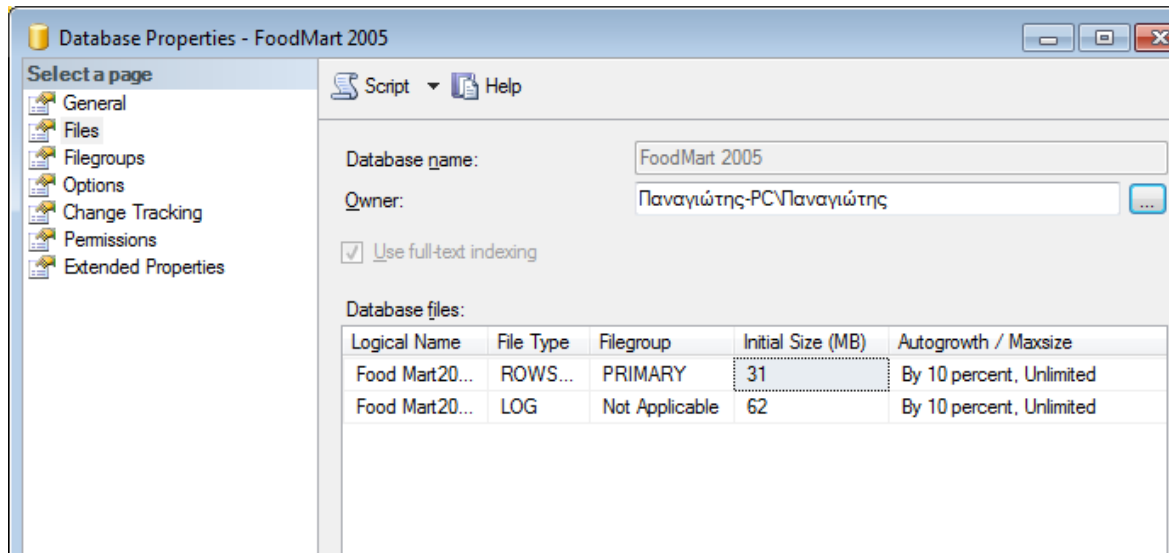 Database Properties - FoodMart 2005
Select a page
General
Files
Filegroups
Options
Change Tracking
Permissions
Extended Properties
Script Help
Database name: FoodMart 2005
Owner: Παναγιώτης-PC\Παναγιώτης ...
Use full-text indexing
Database files:
Logical Name File Type Filegroup Initial Size (MB) Autogrowth / Maxsize
Food Mart20... ROWS... PRIMARY 31 By 10 percent, Unlimited
Food Mart20... LOG Not Applicable 62 By 10 percent, Unlimited